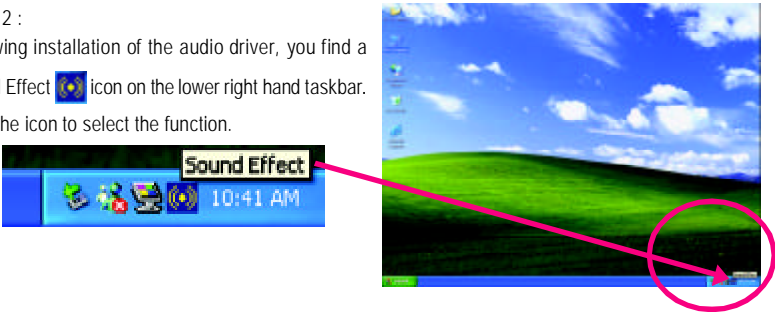 2 :
wing installation of the audio driver, you find a
Effect icon on the lower right hand taskbar.
he icon to select the function.
Sound Effect
10:41 AM